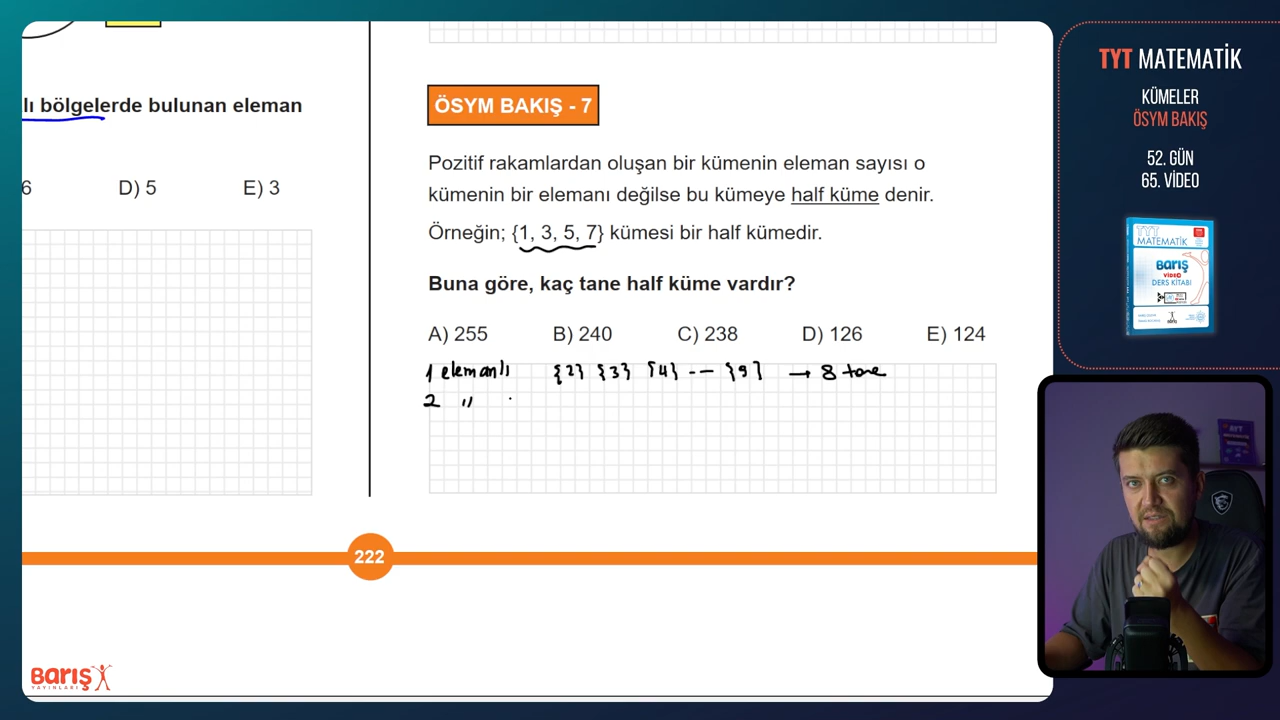 lı bölgelerde bulunan eleman
6 D) 5 E) 3
ÖSYM BAKIŞ - 7
Pozitif rakamlardan oluşan bir kümenin eleman sayısı o
kümenin bir elemanı değilse bu kümeye half küme denir.
Örneğin; {1, 3, 5, 7} kümesi bir half kümedir.
Buna göre, kaç tane half küme vardır?
A) 255 B) 240 C) 238 D) 126 E) 124
1 elemanlı {2} {3} {4} -- {9} → 8 tane
2 "
222
BARIŞ
YAYINLARI
TYT MATEMATİK
KÜMELER
ÖSYM BAKIŞ
52. GÜN
65. VİDEO
TYT
MATEMATİK
BARIŞ
VİDEO
DERS KİTABI